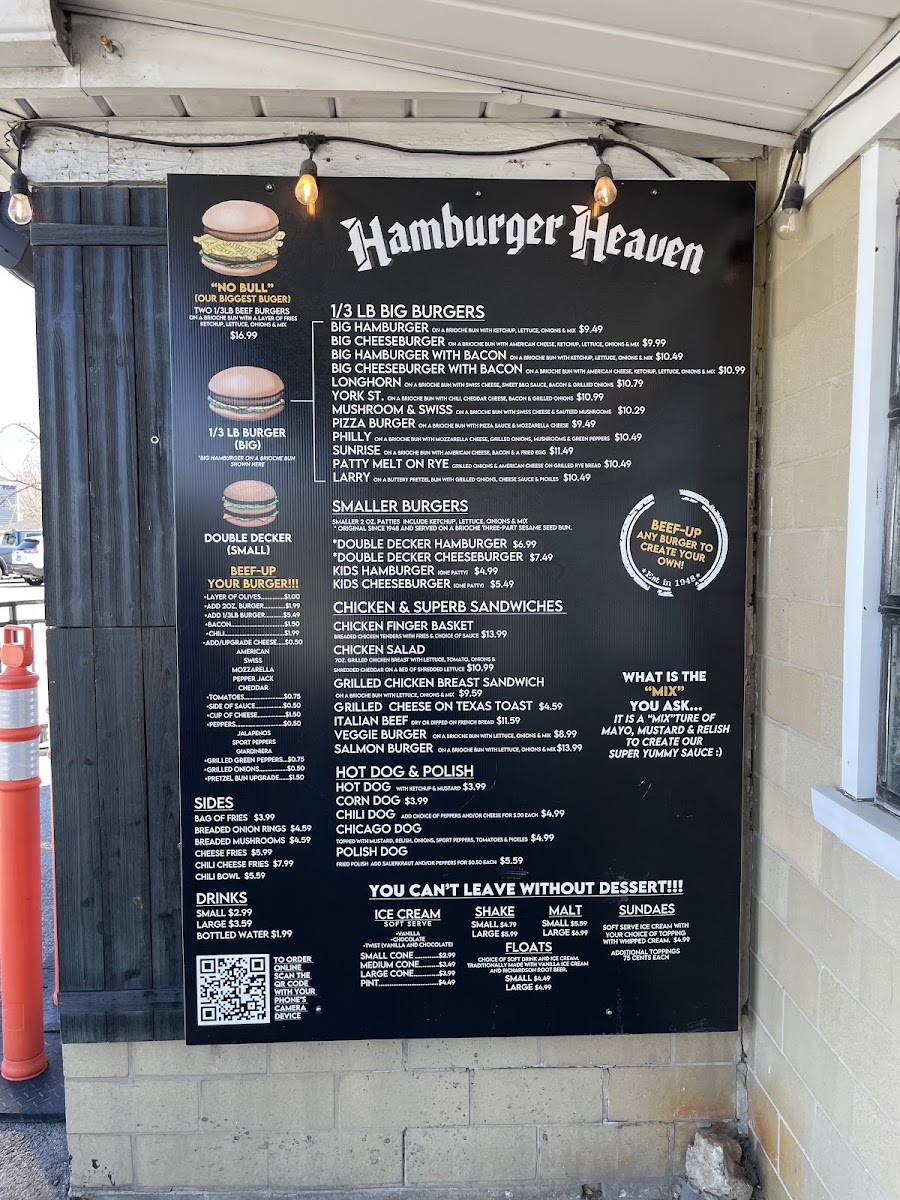 Hamburger Heaven
"NO BULL"
(OUR BIGGEST BUGER)
TWO 1/3LB BEEF BURGERS
ON A BRIOCHE BUN WITH A LAYER OF FRIES
KETCHUP, LETTUCE, ONIONS & MIX
$16.99
1/3 LB BURGER
(BIG)
*BIG HAMBURGER ON A BRIOCHE BUN
SHOWN HERE
DOUBLE DECKER
(SMALL)
BEEF-UP
YOUR BURGER!!!
•LAYER OF OLIVES..............$1.00
•ADD 2OZ. BURGER............$1.99
•ADD 1/3LB BURGER..........$5.49
•BACON..............................$1.50
•CHILI..................................$1.99
•ADD/UPGRADE CHEESE.....$0.50
AMERICAN
SWISS
MOZZARELLA
PEPPER JACK
CHEDDAR
•TOMATOES........................$0.75
•SIDE OF SAUCE..................$0.50
•CUP OF CHEESE.................$1.50
•PEPPERS............................$0.50
JALAPENOS
SPORT PEPPERS
GIARDINIERA
•GRILLED GREEN PEPPERS...$0.75
•GRILLED ONIONS...............$0.50
•PRETZEL BUN UPGRADE.....$1.50
SIDES
BAG OF FRIES $3.99
BREADED ONION RINGS $4.59
BREADED MUSHROOMS $4.59
CHEESE FRIES $5.99
CHILI CHEESE FRIES $7.99
CHILI BOWL $5.59
DRINKS
SMALL $2.99
LARGE $3.59
BOTTLED WATER $1.99
TO ORDER
ONLINE
SCAN THE
QR CODE
WITH YOUR
PHONE'S
CAMERA
DEVICE
1/3 LB BIG BURGERS
BIG HAMBURGER ON A BRIOCHE BUN WITH KETCHUP, LETTUCE, ONIONS & MIX $9.49
BIG CHEESEBURGER ON A BRIOCHE BUN WITH AMERICAN CHEESE, KETCHUP, LETTUCE, ONIONS & MIX $9.99
BIG HAMBURGER WITH BACON ON A BRIOCHE BUN WITH KETCHUP, LETTUCE, ONIONS & MIX $10.49
BIG CHEESEBURGER WITH BACON ON A BRIOCHE BUN WITH AMERICAN CHEESE, KETCHUP, LETTUCE, ONIONS & MIX $10.99
LONGHORN ON A BRIOCHE BUN WITH SWISS CHEESE, SWEET BBQ SAUCE, BACON & GRILLED ONIONS $10.79
YORK ST. ON A BRIOCHE BUN WITH CHILI, CHEDDAR CHEESE, BACON & GRILLED ONIONS $10.99
MUSHROOM & SWISS ON A BRIOCHE BUN WITH SWISS CHEESE & SAUTEED MUSHROOMS $10.29
PIZZA BURGER ON A BRIOCHE BUN WITH PIZZA SAUCE & MOZZARELLA CHEESE $9.49
PHILLY ON A BRIOCHE BUN WITH MOZZARELLA CHEESE, GRILLED ONIONS, MUSHROOMS & GREEN PEPPERS $10.49
SUNRISE ON A BRIOCHE BUN WITH AMERICAN CHEESE, BACON & A FRIED EGG $11.49
PATTY MELT ON RYE GRILLED ONIONS & AMERICAN CHEESE ON GRILLED RYE BREAD $10.49
LARRY ON A BUTTERY PRETZEL BUN WITH GRILLED ONIONS, CHEESE SAUCE & PICKLES $10.49
SMALLER BURGERS
SMALLER 2 OZ. PATTIES INCLUDE KETCHUP, LETTUCE, ONIONS & MIX
* ORIGINAL SINCE 1948 AND SERVED ON A BRIOCHE THREE-PART SESAME SEED BUN.
*DOUBLE DECKER HAMBURGER $6.99
*DOUBLE DECKER CHEESEBURGER $7.49
KIDS HAMBURGER (ONE PATTY) $4.99
KIDS CHEESEBURGER (ONE PATTY) $5.49
BEEF-UP
ANY BURGER TO
CREATE YOUR
OWN!
*Est in 1948*
CHICKEN & SUPERB SANDWICHES
CHICKEN FINGER BASKET
BREADED CHICKEN TENDERS WITH FRIES & CHOICE OF SAUCE $13.99
CHICKEN SALAD
7OZ. GRILLED CHICKEN BREAST WITH LETTUCE, TOMATO, ONIONS &
SHREDDED CHEDDAR ON A BED OF SHREDDED LETTUCE $10.99
GRILLED CHICKEN BREAST SANDWICH
ON A BRIOCHE BUN WITH LETTUCE, ONIONS & MIX $9.59
GRILLED CHEESE ON TEXAS TOAST $4.59
ITALIAN BEEF DRY OR DIPPED ON FRENCH BREAD $11.59
VEGGIE BURGER ON A BRIOCHE BUN WITH LETTUCE, ONIONS & MIX $8.99
SALMON BURGER ON A BRIOCHE BUN WITH LETTUCE, ONIONS & MIX $13.99
WHAT IS THE
"MIX"
YOU ASK...
IT IS A "MIX"TURE OF
MAYO, MUSTARD & RELISH
TO CREATE OUR
SUPER YUMMY SAUCE :)
HOT DOG & POLISH
HOT DOG WITH KETCHUP & MUSTARD $3.99
CORN DOG $3.99
CHILI DOG ADD CHOICE OF PEPPERS AND/OR CHEESE FOR $.50 EACH $4.99
CHICAGO DOG
TOPPED WITH MUSTARD, RELISH, ONIONS, SPORT PEPPERS, TOMATOES & PICKLES $4.99
POLISH DOG
FRIED POLISH ADD SAUERKRAUT AND/OR PEPPERS FOR $0.50 EACH $5.59
YOU CAN'T LEAVE WITHOUT DESSERT!!!
ICE CREAM
SOFT SERVE
•VANILLA
•CHOCOLATE
•TWIST (VANILLA AND CHOCOLATE)
SMALL CONE............$2.99
MEDIUM CONE..........$3.49
LARGE CONE............$3.99
PINT...........................$4.49
SHAKE
SMALL $4.79
LARGE $5.99
MALT
SMALL $5.59
LARGE $6.99
FLOATS
CHOICE OF SOFT DRINK AND ICE CREAM.
TRADITIONALLY MADE WITH VANILLA ICE CREAM
AND RICHARDSON ROOT BEER.
SMALL $4.49
LARGE $4.99
SUNDAES
SOFT SERVE ICE CREAM WITH
YOUR CHOICE OF TOPPING
WITH WHIPPED CREAM. $4.99
ADDITIONAL TOPPINGS
75 CENTS EACH